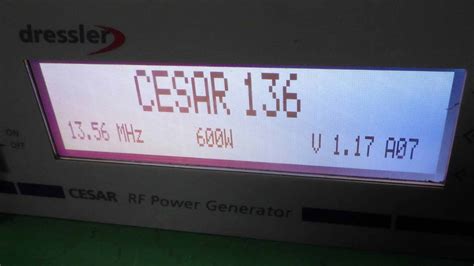 dressler
CESAR 136
13.56 MHz 600W V 1.17 A07
ON
OFF
CESAR RF Power Generator